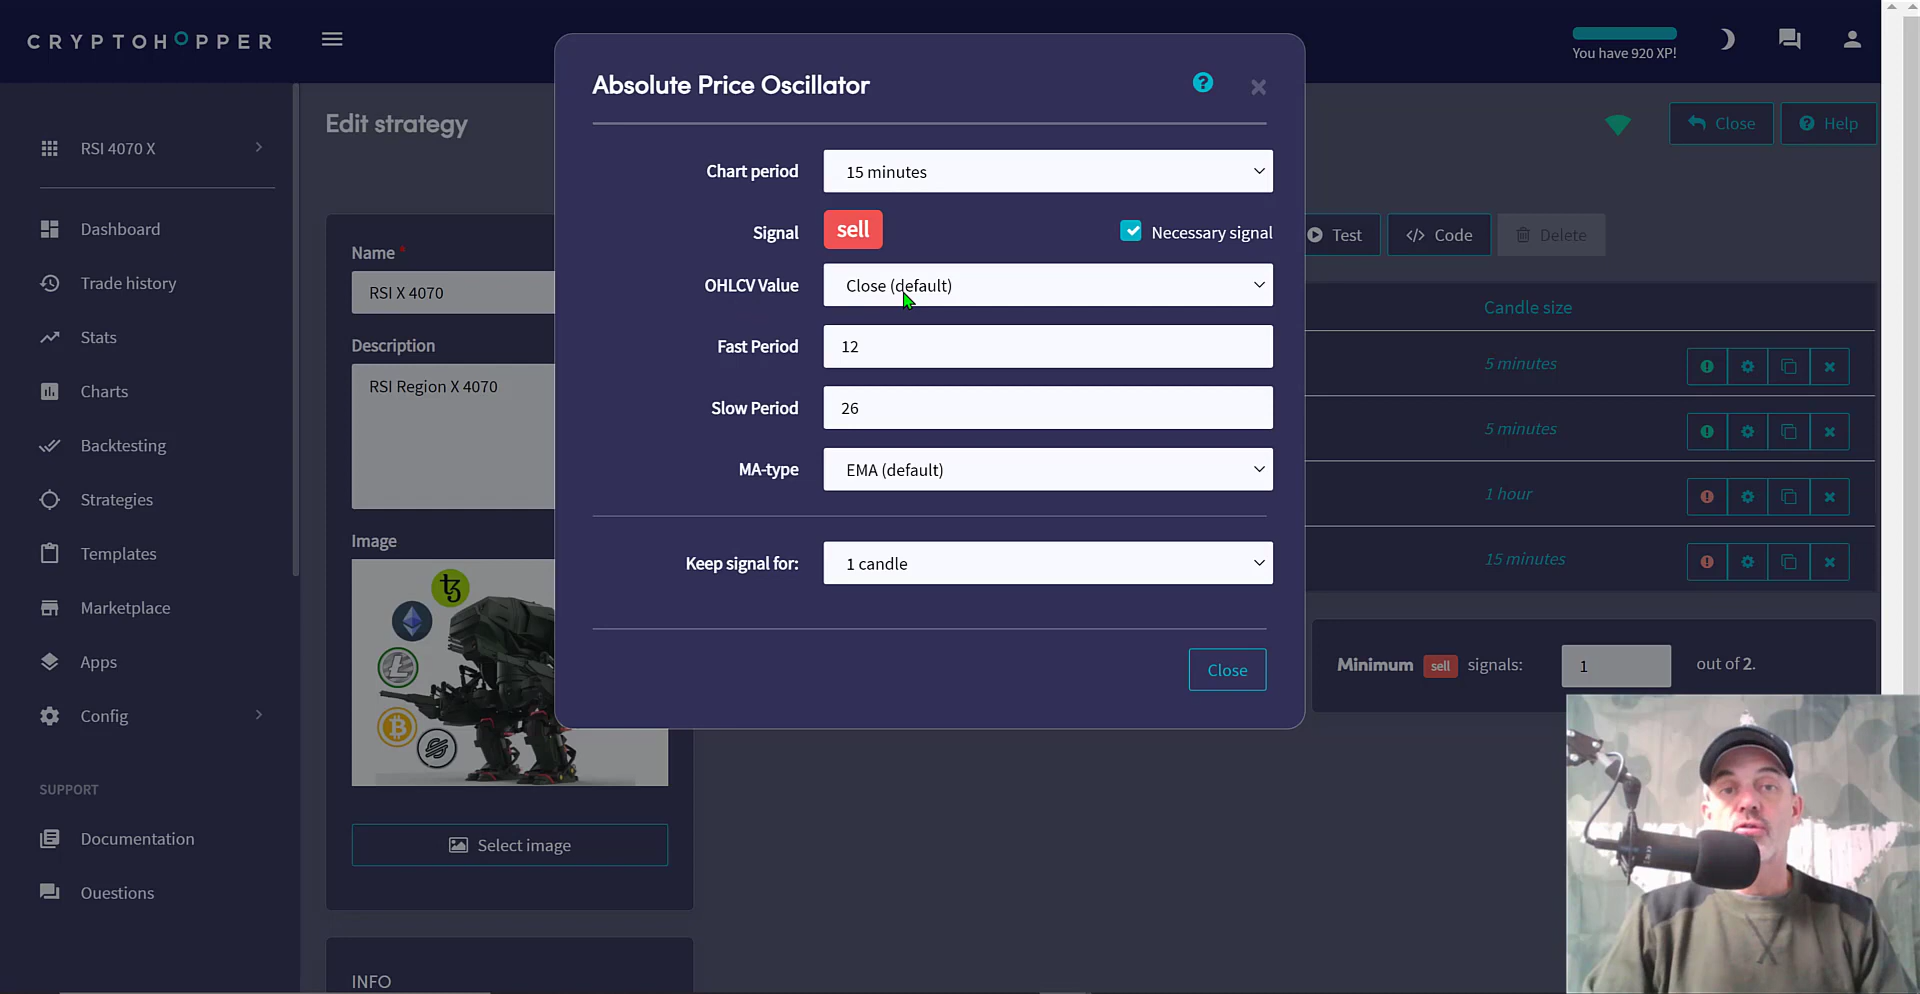 CRYPTOHOPPER
You have 920 XP!
RSI 4070 X
Dashboard
Trade history
Stats
Charts
Backtesting
Strategies
Templates
Marketplace
Apps
Config
SUPPORT
Documentation
Questions
Edit strategy
Close
Help
Name *
RSI X 4070
Description
RSI Region X 4070
Image
Select image
INFO
Absolute Price Oscillator
?
×
Chart period
15 minutes
Signal
sell
Necessary signal
OHLCV Value
Close (default)
Fast Period
12
Slow Period
26
MA-type
EMA (default)
Keep signal for:
1 candle
Close
Test
</> Code
Delete
Candle size
5 minutes
5 minutes
1 hour
15 minutes
Minimum sell signals: 1 out of 2.